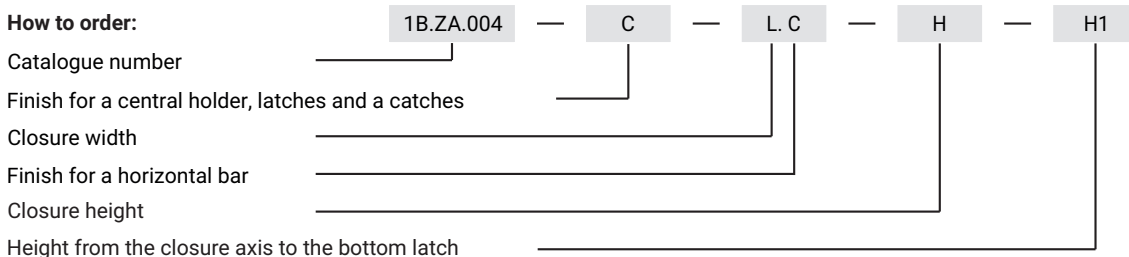 How to order: 1B.ZA.004 — C — L. C — H — H1
Catalogue number
Finish for a central holder, latches and a catches
Closure width
Finish for a horizontal bar
Closure height
Height from the closure axis to the bottom latch